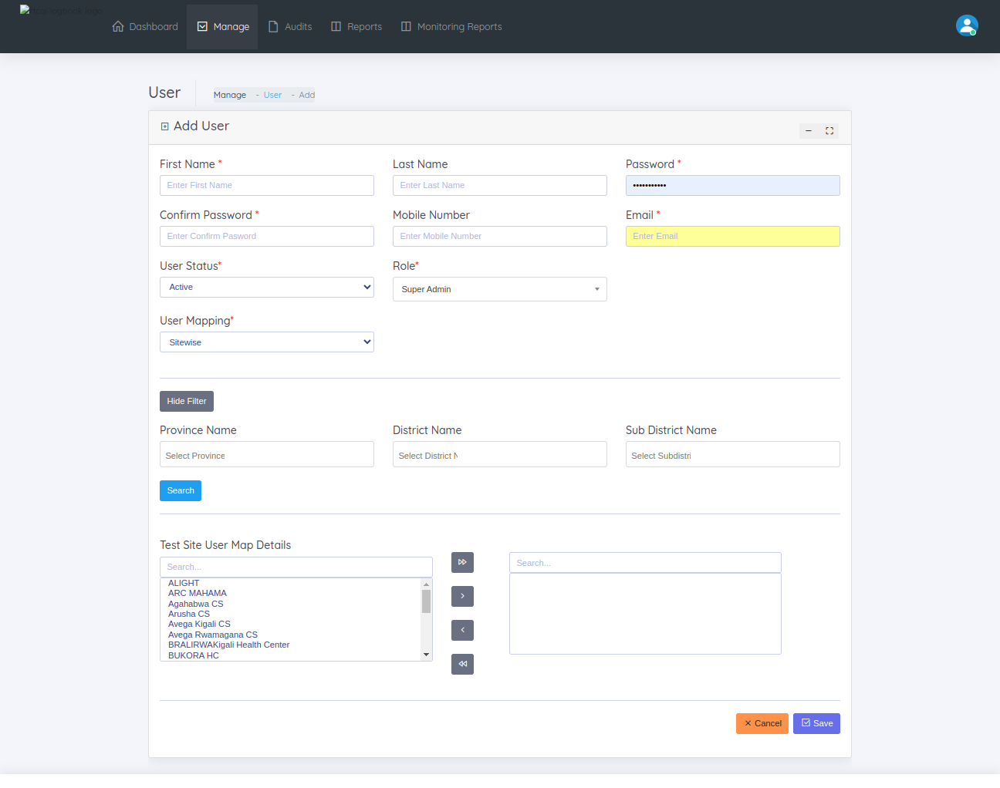 Dashboard
Manage
Audits
Reports
Monitoring Reports
User
Manage - User - Add
Add User
First Name *
Last Name
Password *
Enter First Name
Enter Last Name
•••••••••••
Confirm Password *
Mobile Number
Email *
Enter Confirm Pasword
Enter Mobile Number
Enter Email
User Status*
Role*
Active
Super Admin
User Mapping*
Sitewise
Hide Filter
Province Name
District Name
Sub District Name
Select Province
Select District N
Select Subdistri
Search
Test Site User Map Details
Search...
Search...
ALIGHT
ARC MAHAMA
Agahabwa CS
Arusha CS
Avega Kigali CS
Avega Rwamagana CS
BRALIRWAKigali Health Center
BUKORA HC
Cancel
Save